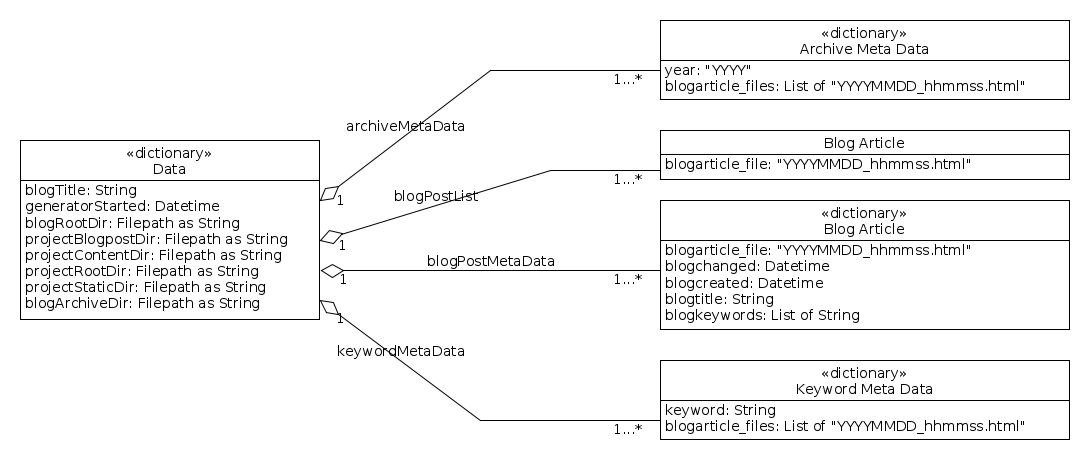 «dictionary»
Data
blogTitle: String
generatorStarted: Datetime
blogRootDir: Filepath as String
projectBlogpostDir: Filepath as String
projectContentDir: Filepath as String
projectRootDir: Filepath as String
projectStaticDir: Filepath as String
blogArchiveDir: Filepath as String
archiveMetaData
1
1...*
blogPostList
1
1...*
blogPostMetaData
1
1...*
keywordMetaData
1
1...*
«dictionary»
Archive Meta Data
year: "YYYY"
blogarticle_files: List of "YYYYMMDD_hhmmss.html"
Blog Article
blogarticle_file: "YYYYMMDD_hhmmss.html"
«dictionary»
Blog Article
blogarticle_file: "YYYYMMDD_hhmmss.html"
blogchanged: Datetime
blogcreated: Datetime
blogtitle: String
blogkeywords: List of String
«dictionary»
Keyword Meta Data
keyword: String
blogarticle_files: List of "YYYYMMDD_hhmmss.html"